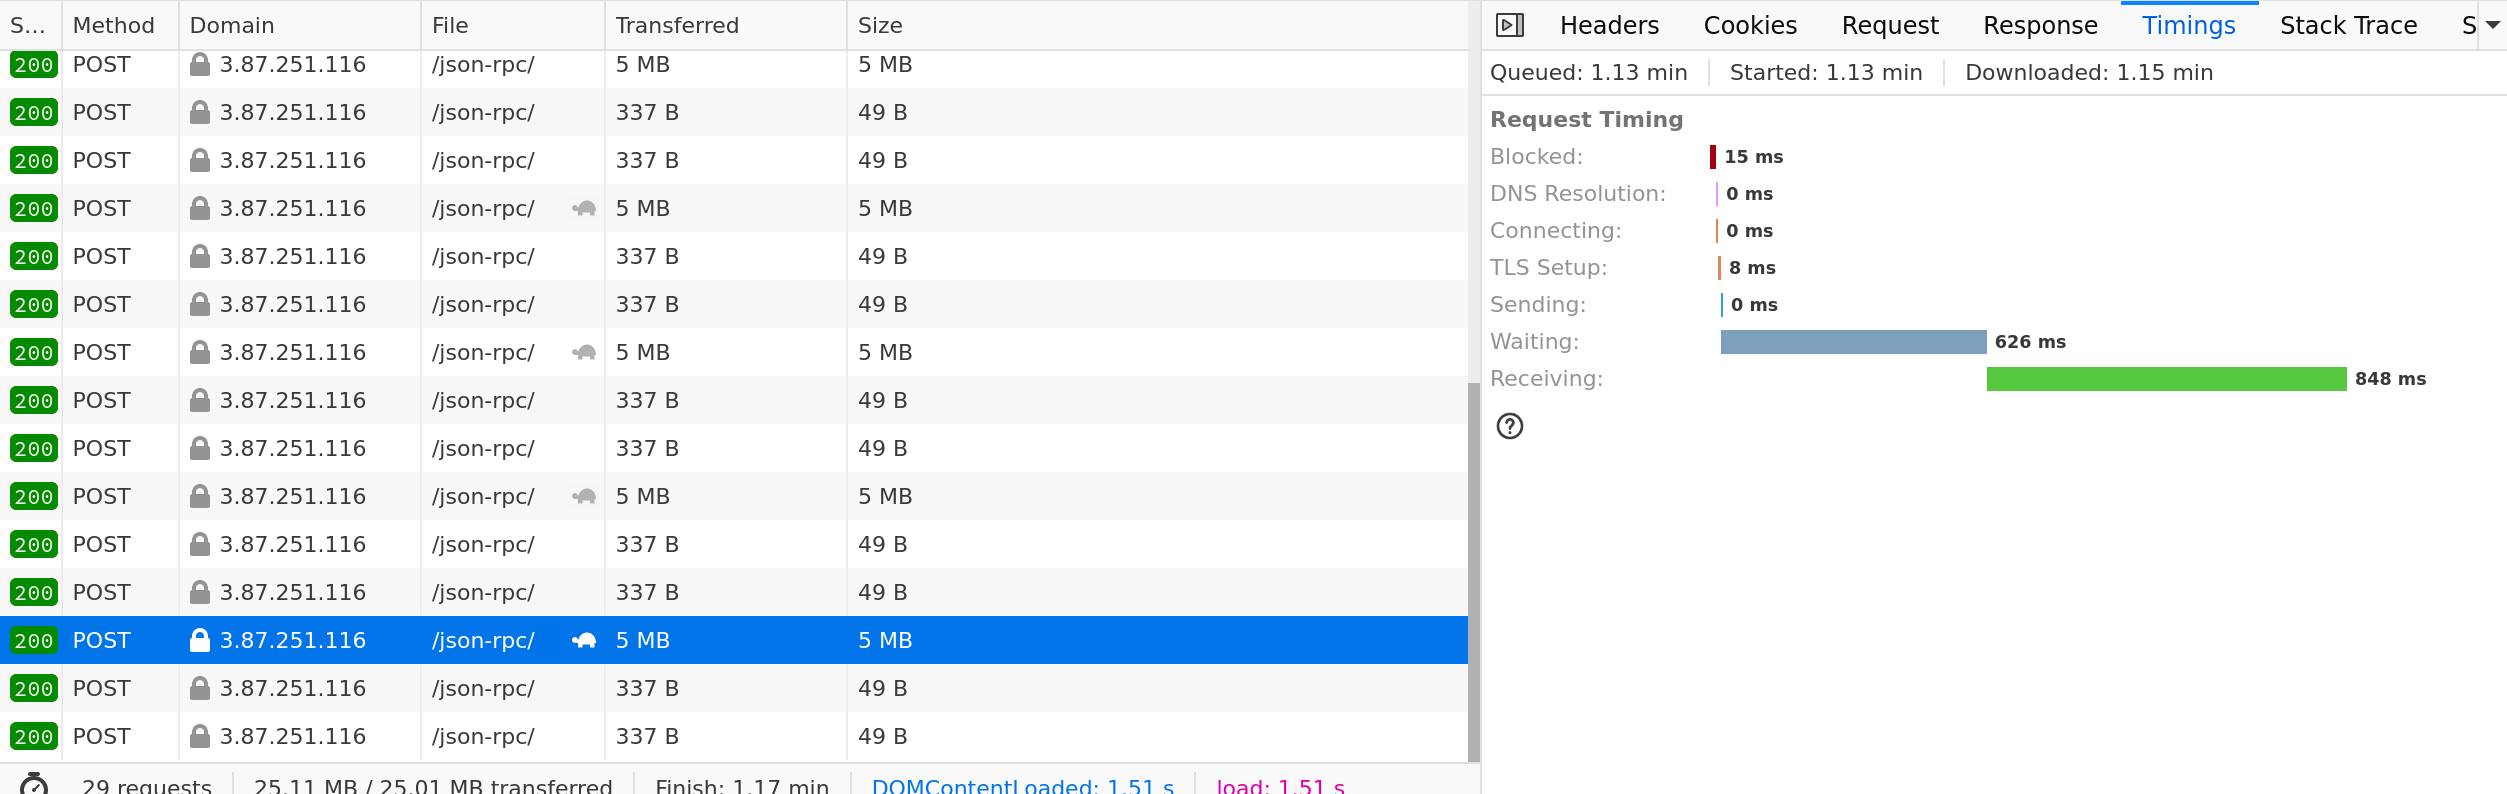 S... Method Domain File Transferred Size
200 POST 3.87.251.116 /json-rpc/ 5 MB 5 MB
200 POST 3.87.251.116 /json-rpc/ 337 B 49 B
200 POST 3.87.251.116 /json-rpc/ 337 B 49 B
200 POST 3.87.251.116 /json-rpc/ 5 MB 5 MB
200 POST 3.87.251.116 /json-rpc/ 337 B 49 B
200 POST 3.87.251.116 /json-rpc/ 337 B 49 B
200 POST 3.87.251.116 /json-rpc/ 5 MB 5 MB
200 POST 3.87.251.116 /json-rpc/ 337 B 49 B
200 POST 3.87.251.116 /json-rpc/ 337 B 49 B
200 POST 3.87.251.116 /json-rpc/ 5 MB 5 MB
200 POST 3.87.251.116 /json-rpc/ 337 B 49 B
200 POST 3.87.251.116 /json-rpc/ 337 B 49 B
200 POST 3.87.251.116 /json-rpc/ 5 MB 5 MB
200 POST 3.87.251.116 /json-rpc/ 337 B 49 B
200 POST 3.87.251.116 /json-rpc/ 337 B 49 B
29 requests 25.11 MB / 25.01 MB transferred Finish: 1.17 min DOMContentLoaded: 1.51 s load: 1.51 s
Headers Cookies Request Response Timings Stack Trace S
Queued: 1.13 min Started: 1.13 min Downloaded: 1.15 min
Request Timing
Blocked: 15 ms
DNS Resolution: 0 ms
Connecting: 0 ms
TLS Setup: 8 ms
Sending: 0 ms
Waiting: 626 ms
Receiving: 848 ms
?